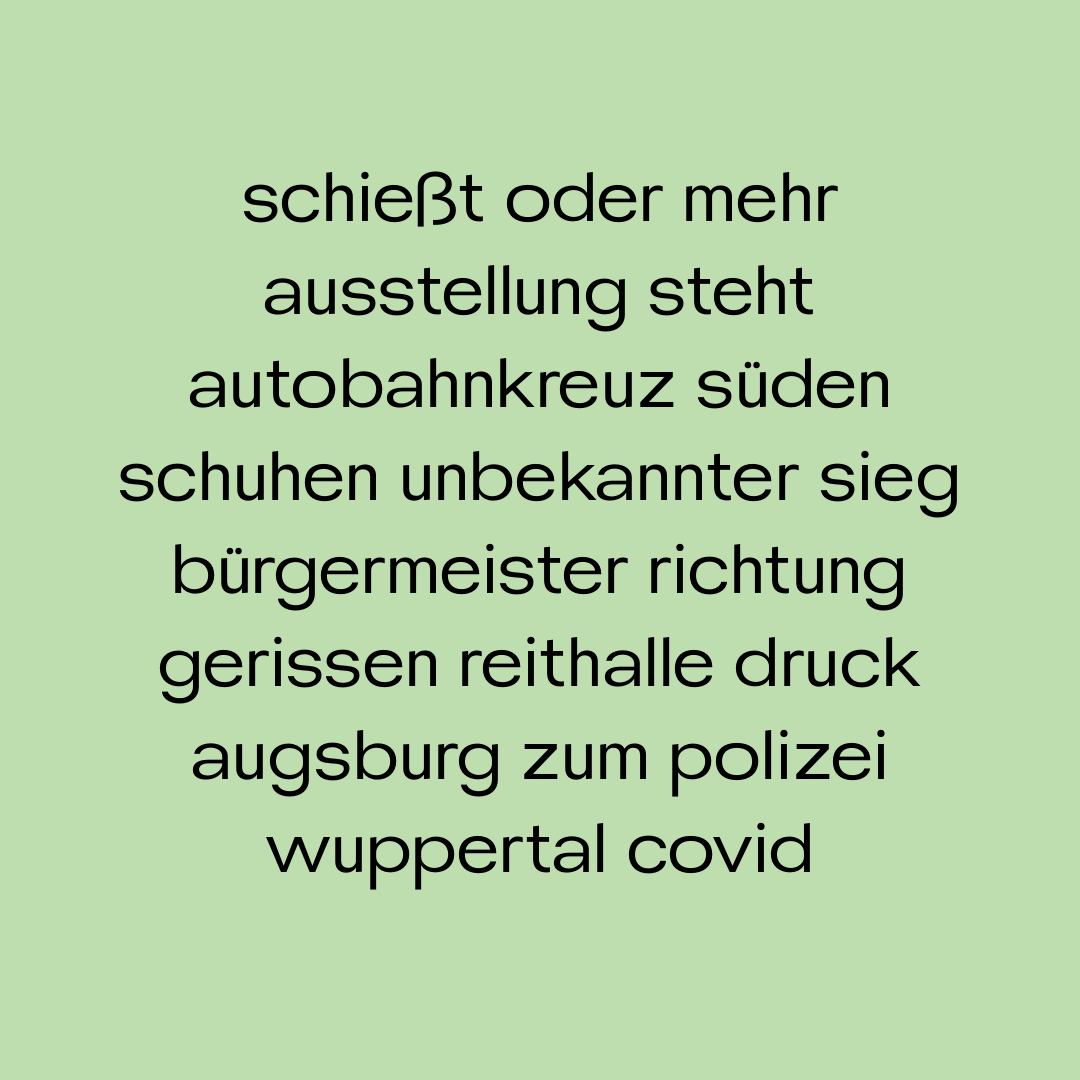 schießt oder mehr
ausstellung steht
autobahnkreuz süden
schuhen unbekannter sieg
bürgermeister richtung
gerissen reithalle druck
augsburg zum polizei
wuppertal covid